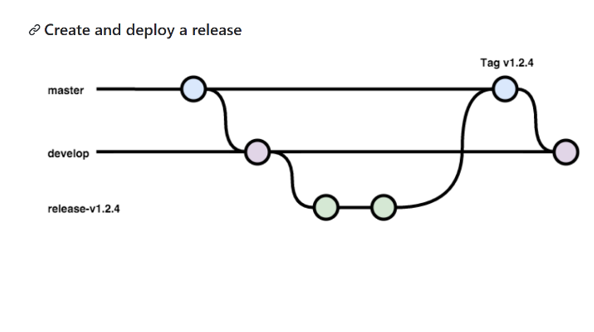 Create and deploy a release
Tag v1.2.4
master
develop
release-v1.2.4